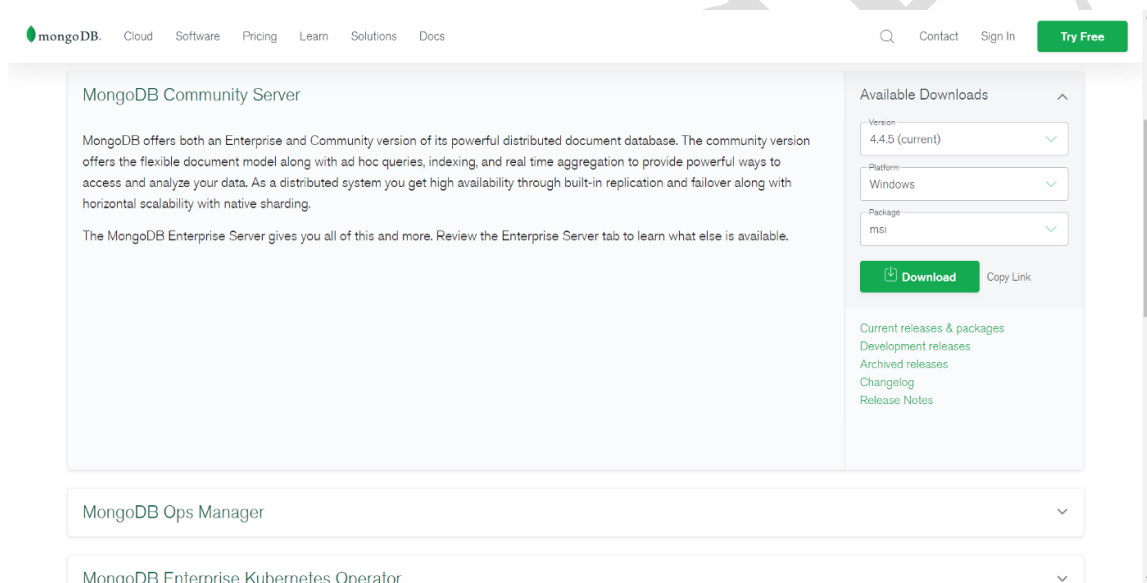 mongoDB. Cloud Software Pricing Learn Solutions Docs Contact Sign In Try Free
MongoDB Community Server
MongoDB offers both an Enterprise and Community version of its powerful distributed document database. The community version
offers the flexible document model along with ad hoc queries, indexing, and real time aggregation to provide powerful ways to
access and analyze your data. As a distributed system you get high availability through built-in replication and failover along with
horizontal scalability with native sharding.
The MongoDB Enterprise Server gives you all of this and more. Review the Enterprise Server tab to learn what else is available.
Available Downloads
Version
4.4.5 (current)
Platform
Windows
Package
msi
Download Copy Link
Current releases & packages
Development releases
Archived releases
Changelog
Release Notes
MongoDB Ops Manager
MongoDB Enterprise Kubernetes Operator